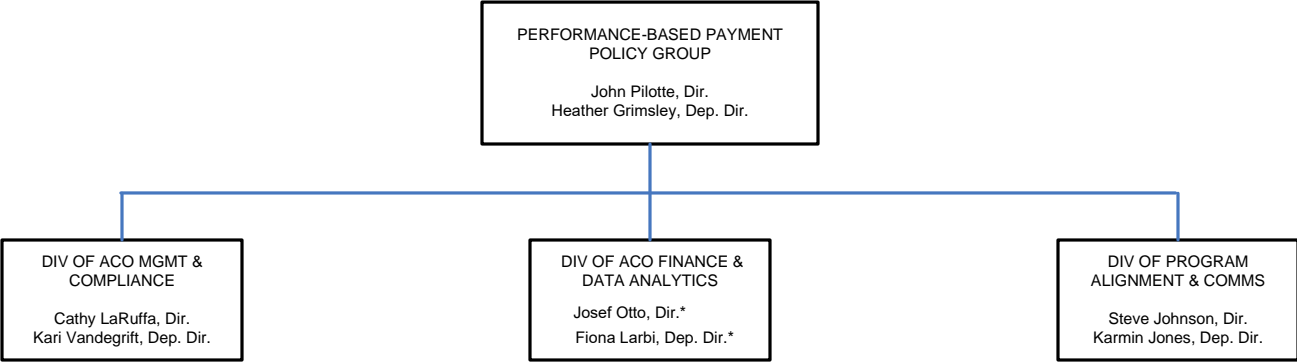 PERFORMANCE-BASED PAYMENT
POLICY GROUP
John Pilotte, Dir.
Heather Grimsley, Dep. Dir.
DIV OF ACO MGMT &
COMPLIANCE
Cathy LaRuffa, Dir.
Kari Vandegrift, Dep. Dir.
DIV OF ACO FINANCE &
DATA ANALYTICS
Josef Otto, Dir.*
Fiona Larbi, Dep. Dir.*
DIV OF PROGRAM
ALIGNMENT & COMMS
Steve Johnson, Dir.
Karmin Jones, Dep. Dir.